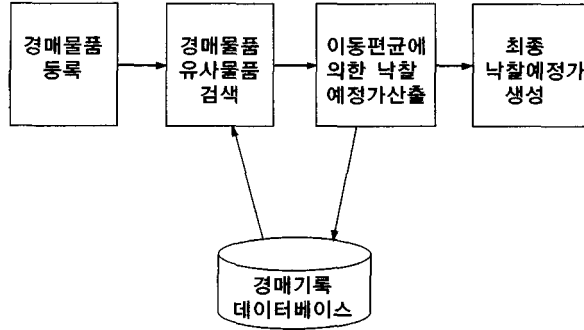 경매물품
등록
경매물품
유사물품
검색
이동편균에
의한 낙찰
예정가산출
최종
낙찰예정가
생성
경매기록
데이터베이스